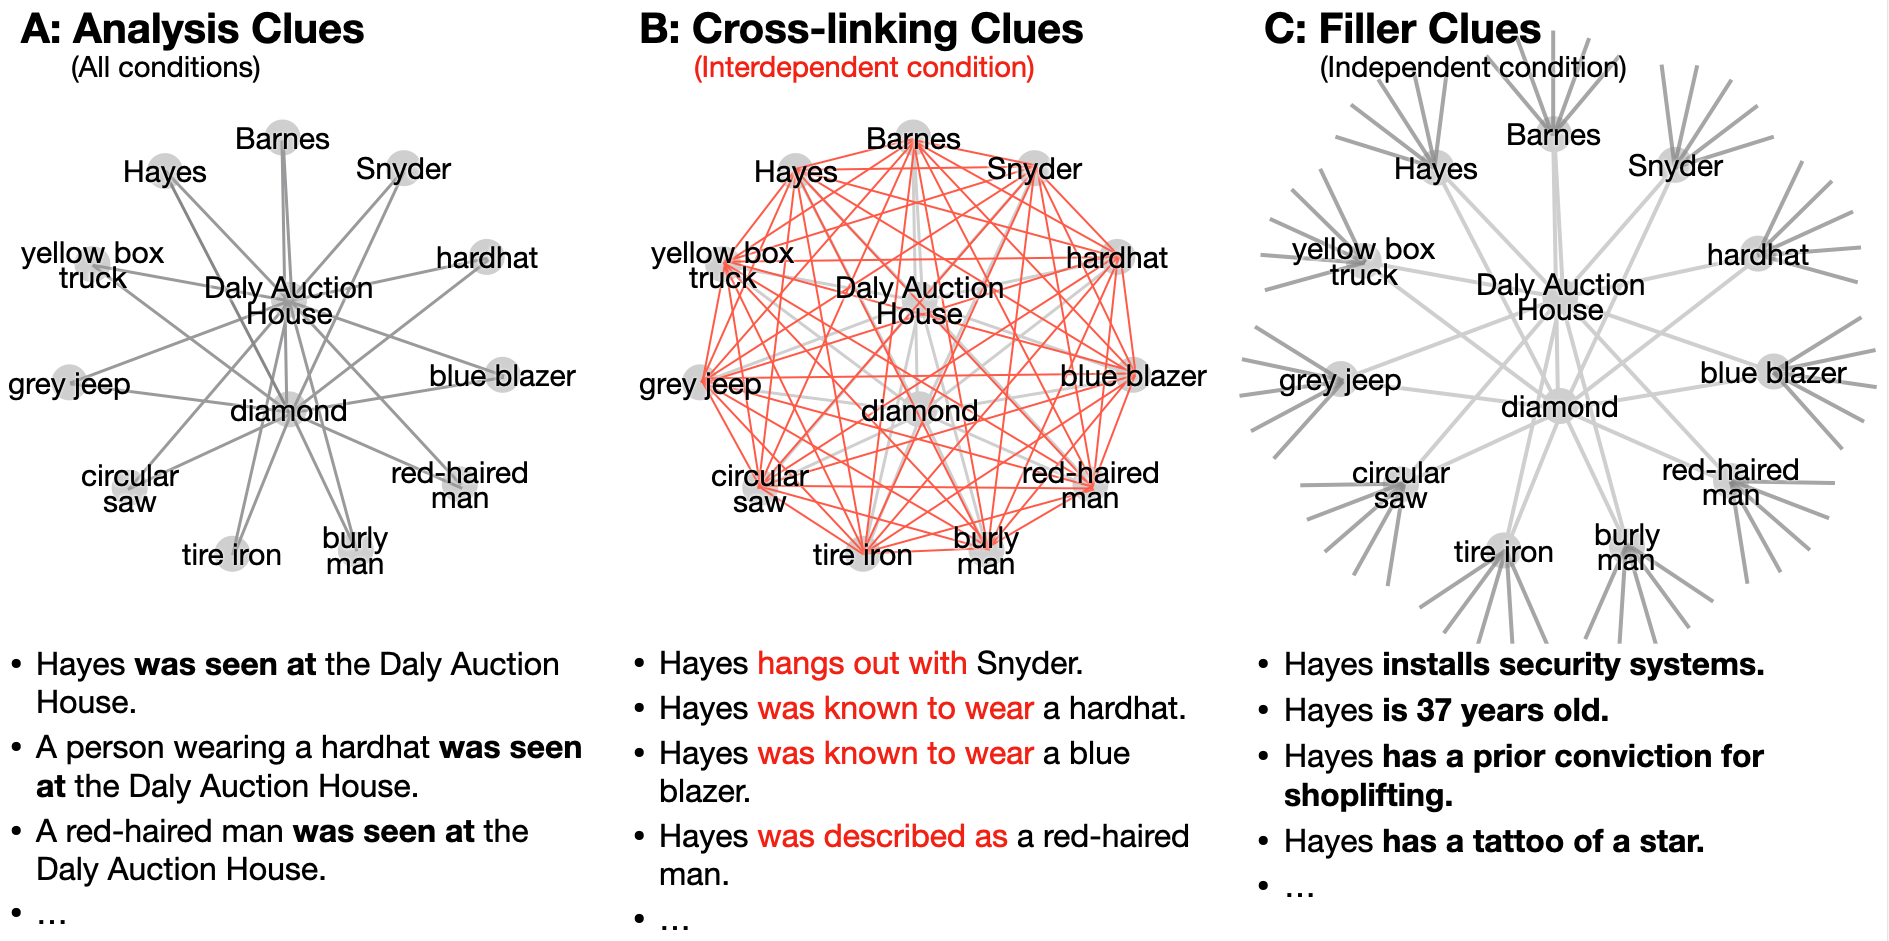 A: Analysis Clues
(All conditions)
Barnes
Hayes
Snyder
yellow box
truck
hardhat
Daly Auction
House
grey jeep
blue blazer
diamond
circular
saw
red-haired
man
tire iron
burly
man
• Hayes was seen at the Daly Auction
House.
• A person wearing a hardhat was seen
at the Daly Auction House.
• A red-haired man was seen at the
Daly Auction House.
• …
B: Cross-linking Clues
(Interdependent condition)
Barnes
Hayes
Snyder
yellow box
truck
hardhat
Daly Auction
House
grey jeep
blue blazer
diamond
circular
saw
red-haired
man
tire iron
burly
man
• Hayes hangs out with Snyder.
• Hayes was known to wear a hardhat.
• Hayes was known to wear a blue
blazer.
• Hayes was described as a red-haired
man.
• …
C: Filler Clues
(Independent condition)
Barnes
Hayes
Snyder
yellow box
truck
hardhat
Daly Auction
House
grey jeep
blue blazer
diamond
circular
saw
red-haired
man
tire iron
burly
man
• Hayes installs security systems.
• Hayes is 37 years old.
• Hayes has a prior conviction for
shoplifting.
• Hayes has a tattoo of a star.
• …